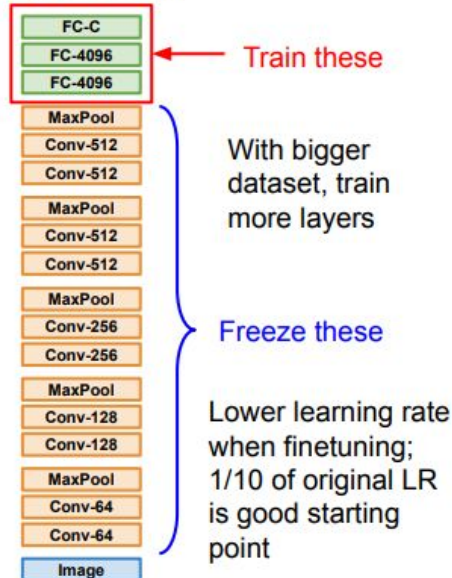 FC-C
FC-4096
FC-4096
Train these
MaxPool
Conv-512
Conv-512
With bigger
dataset, train
more layers
MaxPool
Conv-512
Conv-512
MaxPool
Conv-256
Conv-256
Freeze these
MaxPool
Conv-128
Conv-128
MaxPool
Conv-64
Conv-64
Lower learning rate
when finetuning;
1/10 of original LR
is good starting
point
Image